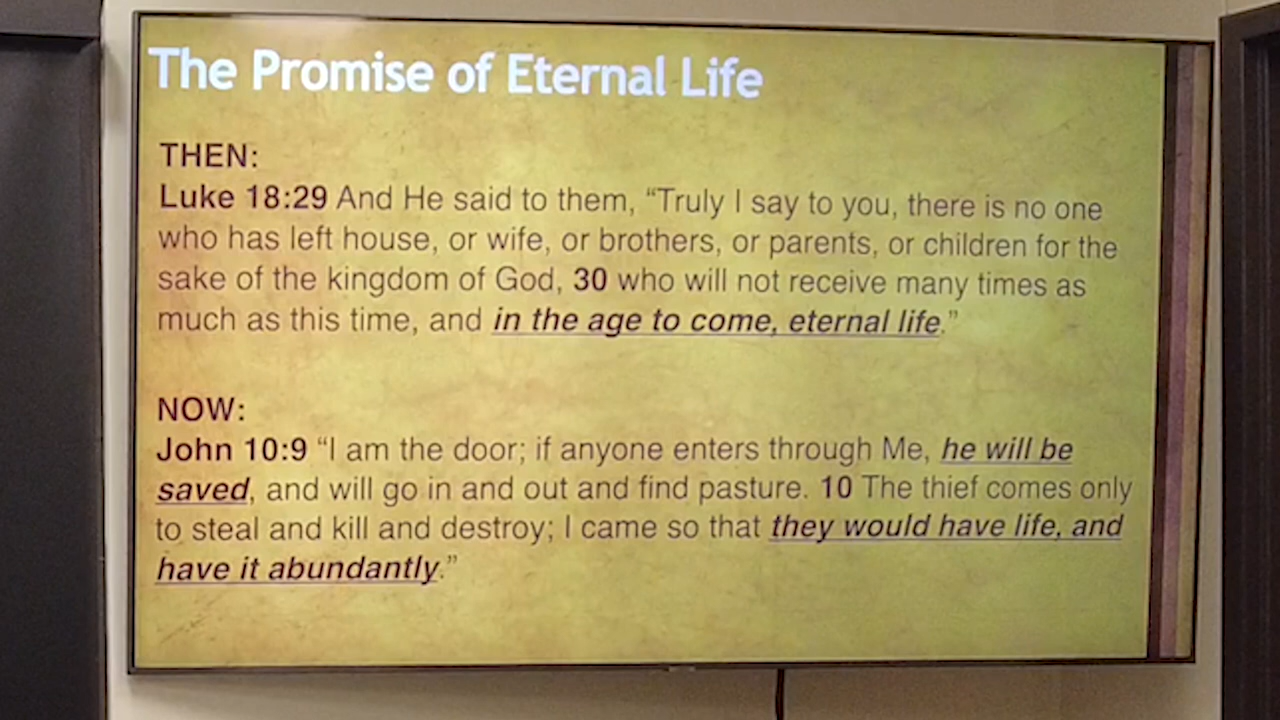 The Promise of Eternal Life
THEN:
Luke 18:29 And He said to them, “Truly I say to you, there is no one
who has left house, or wife, or brothers, or parents, or children for the
sake of the kingdom of God, 30 who will not receive many times as
much as this time, and in the age to come, eternal life.”
NOW:
John 10:9 “I am the door; if anyone enters through Me, he will be
saved, and will go in and out and find pasture. 10 The thief comes only
to steal and kill and destroy; I came so that they would have life, and
have it abundantly.”